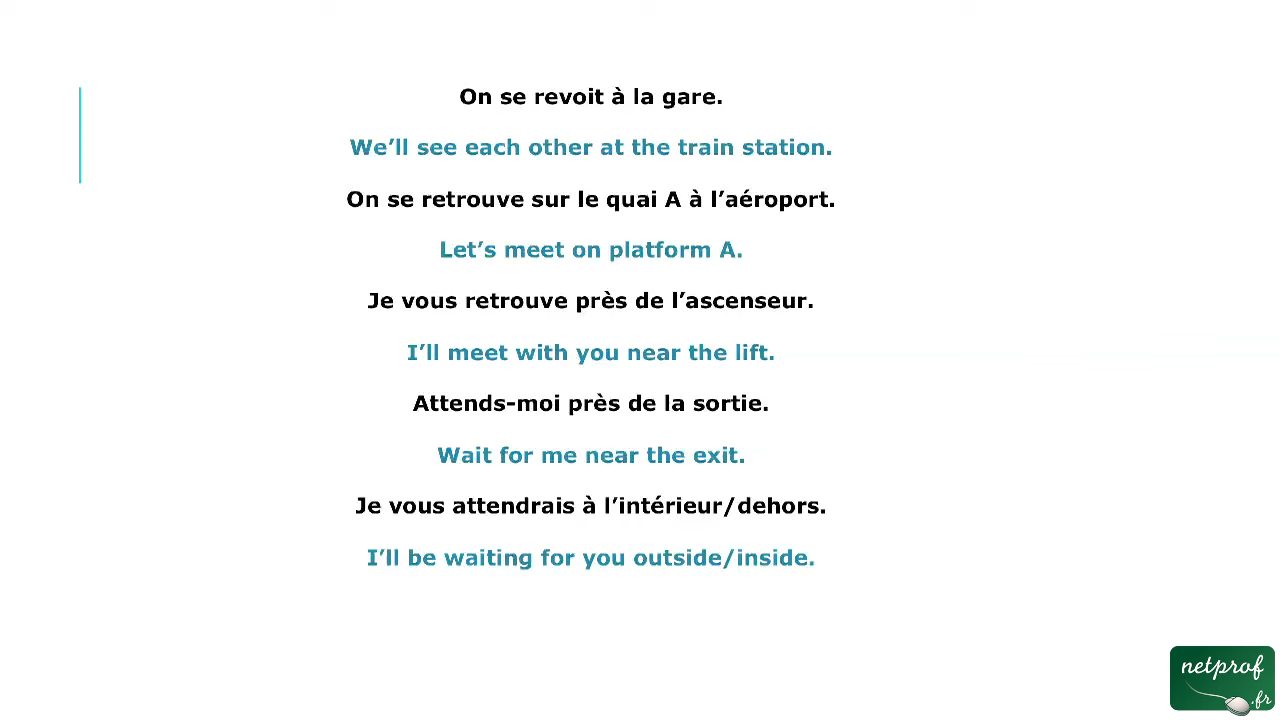 On se revoit à la gare.
We’ll see each other at the train station.
On se retrouve sur le quai A à l’aéroport.
Let’s meet on platform A.
Je vous retrouve près de l’ascenseur.
I’ll meet with you near the lift.
Attends-moi près de la sortie.
Wait for me near the exit.
Je vous attendrais à l’intérieur/dehors.
I’ll be waiting for you outside/inside.
netprof
.fr